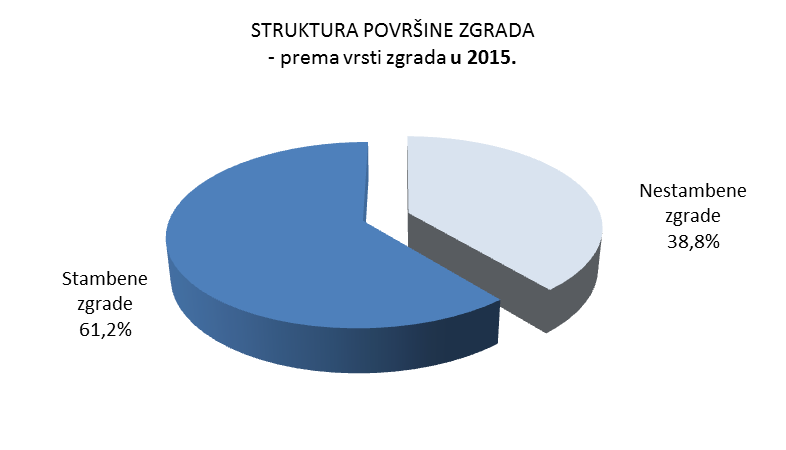 STRUKTURA POVRŠINE ZGRADA
- prema vrsti zgrada u 2015.
Nestambene
zgrade
38,8%
Stambene
zgrade
61,2%